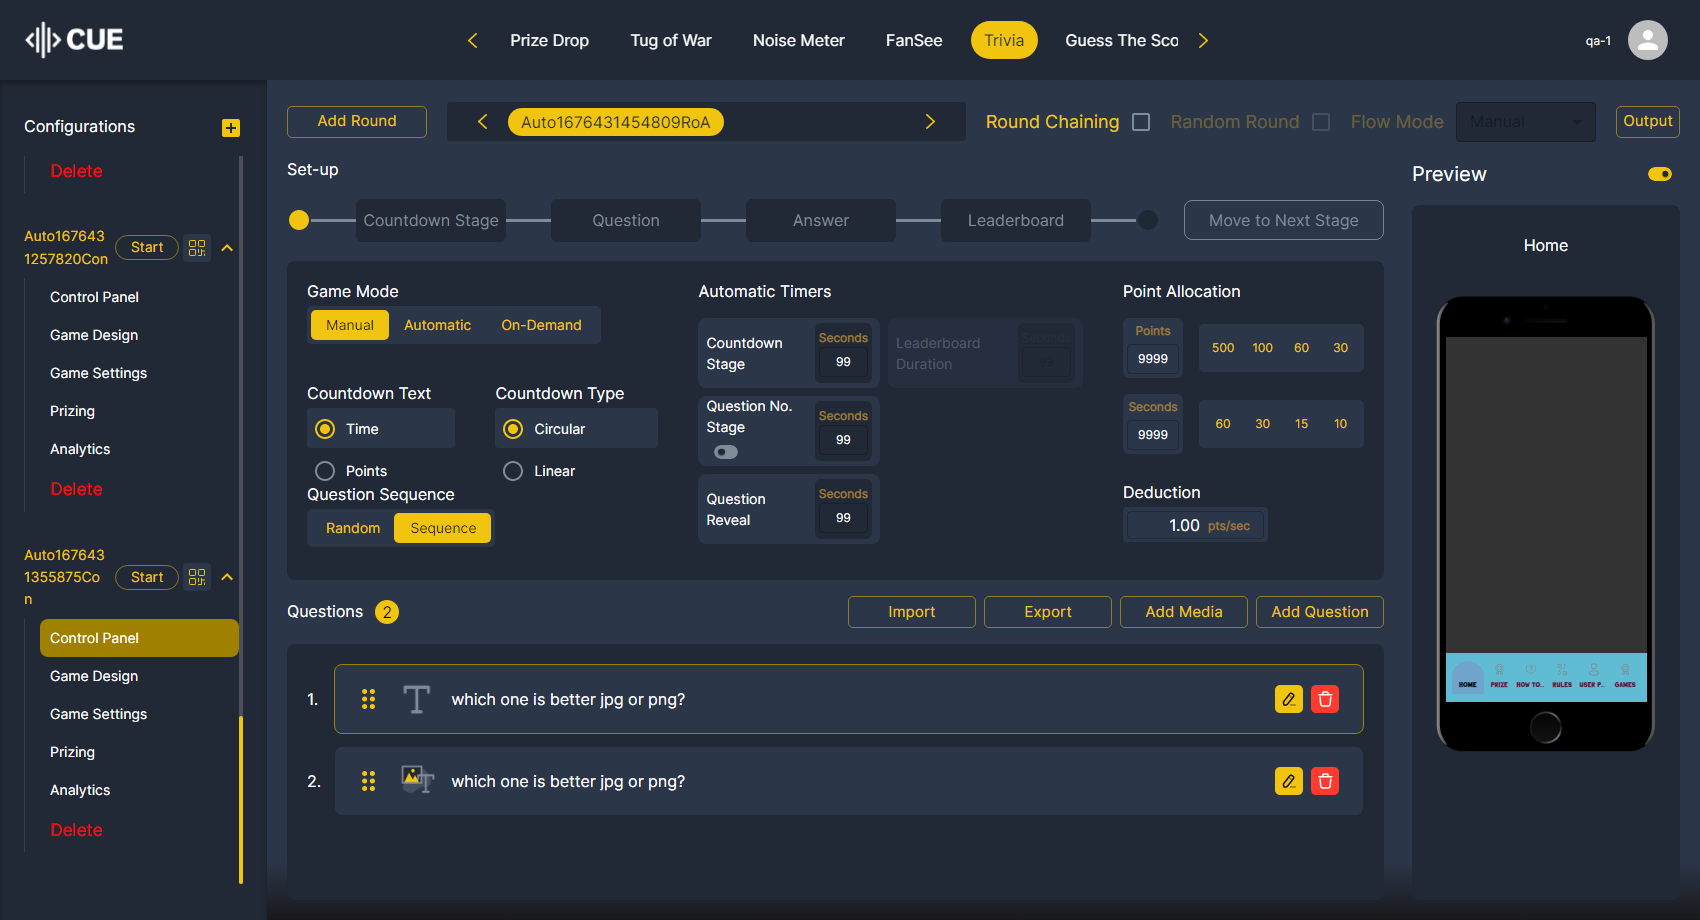 CUE
Prize Drop
Tug of War
Noise Meter
FanSee
Trivia
Guess The Sco
qa-1
Configurations
Delete
Auto167643
1257820Con
Start
Control Panel
Game Design
Game Settings
Prizing
Analytics
Delete
Auto167643
1355875Co
n
Start
Control Panel
Game Design
Game Settings
Prizing
Analytics
Delete
Add Round
Auto1676431454809RoA
Round Chaining
Random Round
Flow Mode
Manual
Output
Set-up
Countdown Stage
Question
Answer
Leaderboard
Move to Next Stage
Game Mode
Manual
Automatic
On-Demand
Countdown Text
Time
Points
Countdown Type
Circular
Linear
Question Sequence
Random
Sequence
Automatic Timers
Countdown
Stage
Seconds
99
Leaderboard
Duration
Seconds
Question No.
Stage
Seconds
99
Question
Reveal
Seconds
99
Point Allocation
Points
9999
500 100 60 30
Seconds
9999
60 30 15 10
Deduction
1.00 pts/sec
Questions 2
Import
Export
Add Media
Add Question
1. which one is better jpg or png?
2. which one is better jpg or png?
Preview
Home
HOME PRIZE HOW TO.. RULES USER P.. GAMES